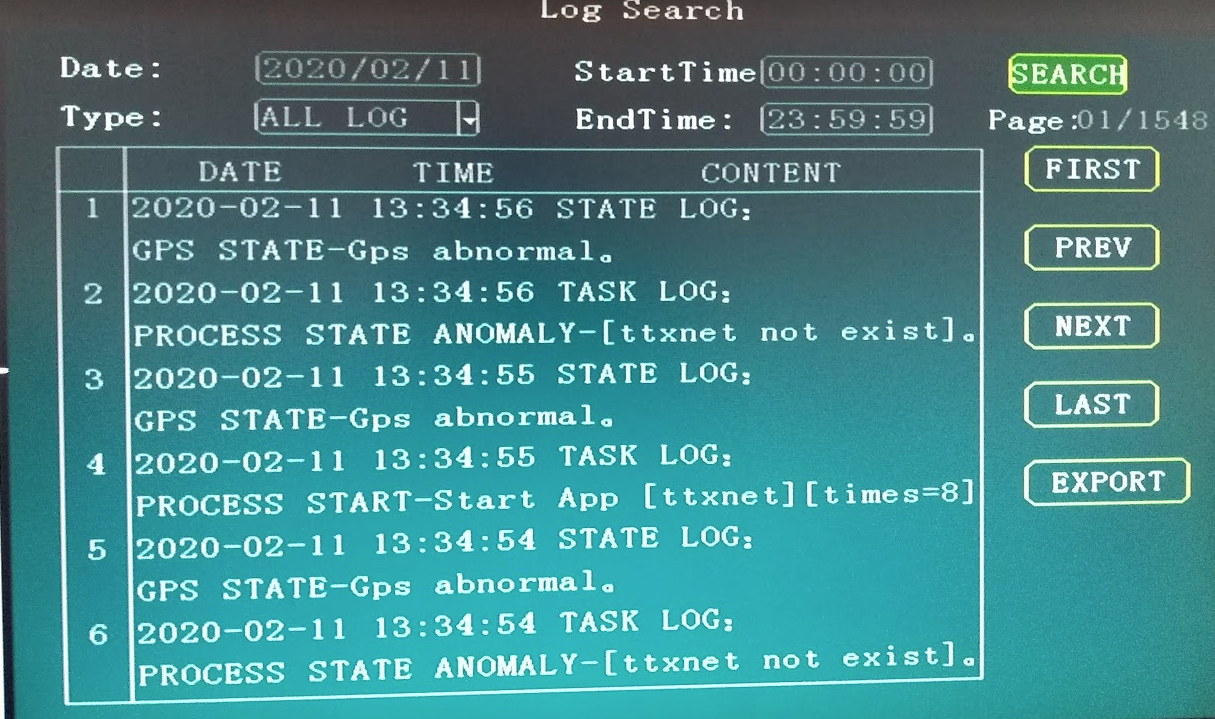 Log Search
Date: 2020/02/11 StartTime 00:00:00 SEARCH
Type: ALL LOG EndTime: 23:59:59 Page:01/1548
DATE TIME CONTENT FIRST
1 2020-02-11 13:34:56 STATE LOG:
GPS STATE-Gps abnormal。 PREV
2 2020-02-11 13:34:56 TASK LOG:
PROCESS STATE ANOMALY-[ttxnet not exist]。 NEXT
3 2020-02-11 13:34:55 STATE LOG:
GPS STATE-Gps abnormal。 LAST
4 2020-02-11 13:34:55 TASK LOG:
PROCESS START-Start App [ttxnet][times=8] EXPORT
5 2020-02-11 13:34:54 STATE LOG:
GPS STATE-Gps abnormal。
6 2020-02-11 13:34:54 TASK LOG:
PROCESS STATE ANOMALY-[ttxnet not exist]。